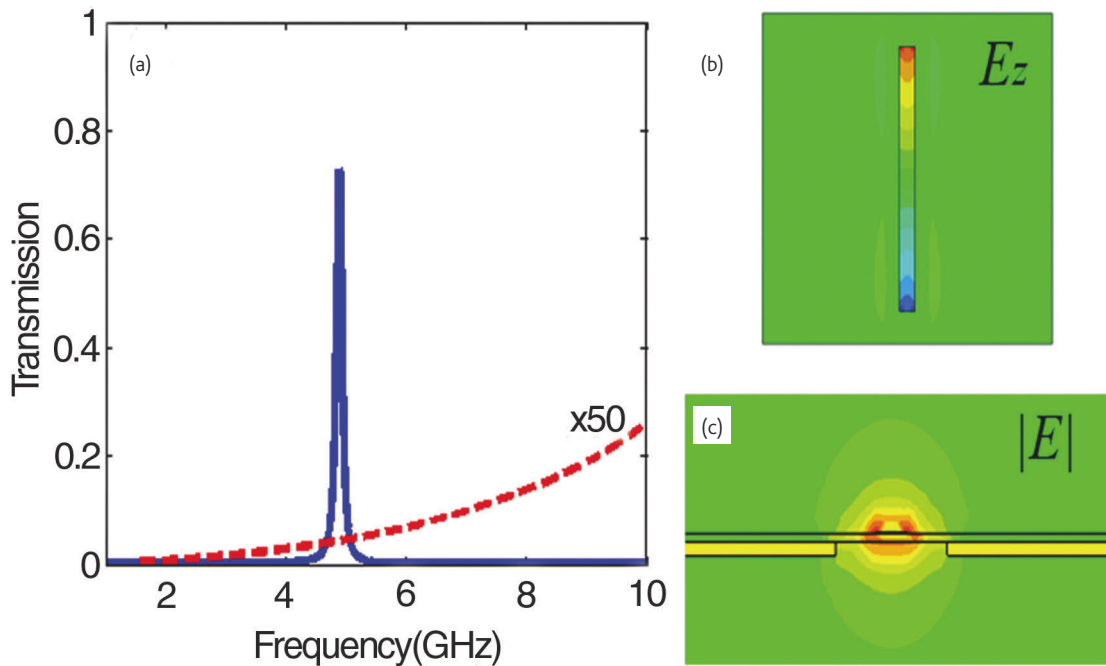 1
0.8
0.6
0.4
0.2
0
Transmission
(a)
x50
2 4 6 8 10
Frequency(GHz)
(b)
Ez
(c)
|E|